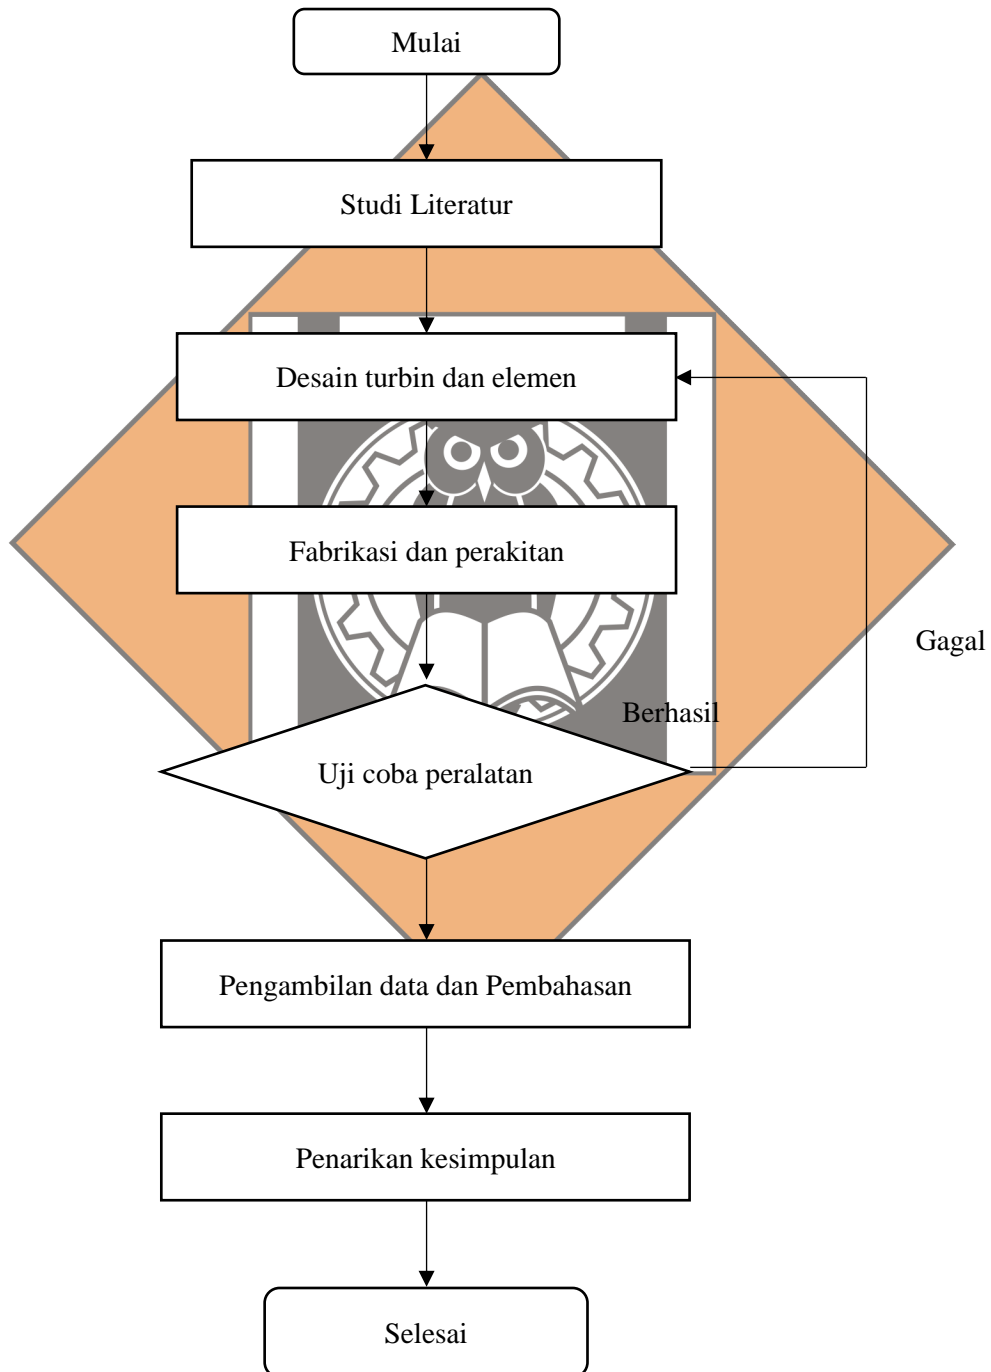 Mulai
Studi Literatur
Desain turbin dan elemen
Fabrikasi dan perakitan
Gagal
Berhasil
Uji coba peralatan
Pengambilan data dan Pembahasan
Penarikan kesimpulan
Selesai